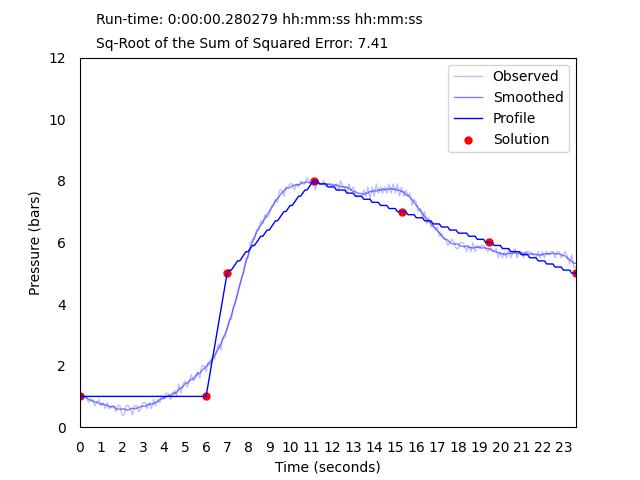 Run-time: 0:00:00.280279 hh:mm:ss hh:mm:ss
Sq-Root of the Sum of Squared Error: 7.41
Observed
Smoothed
Profile
Solution
12
10
8
6
4
2
0
Pressure (bars)
0 1 2 3 4 5 6 7 8 9 10 11 12 13 14 15 16 17 18 19 20 21 22 23
Time (seconds)